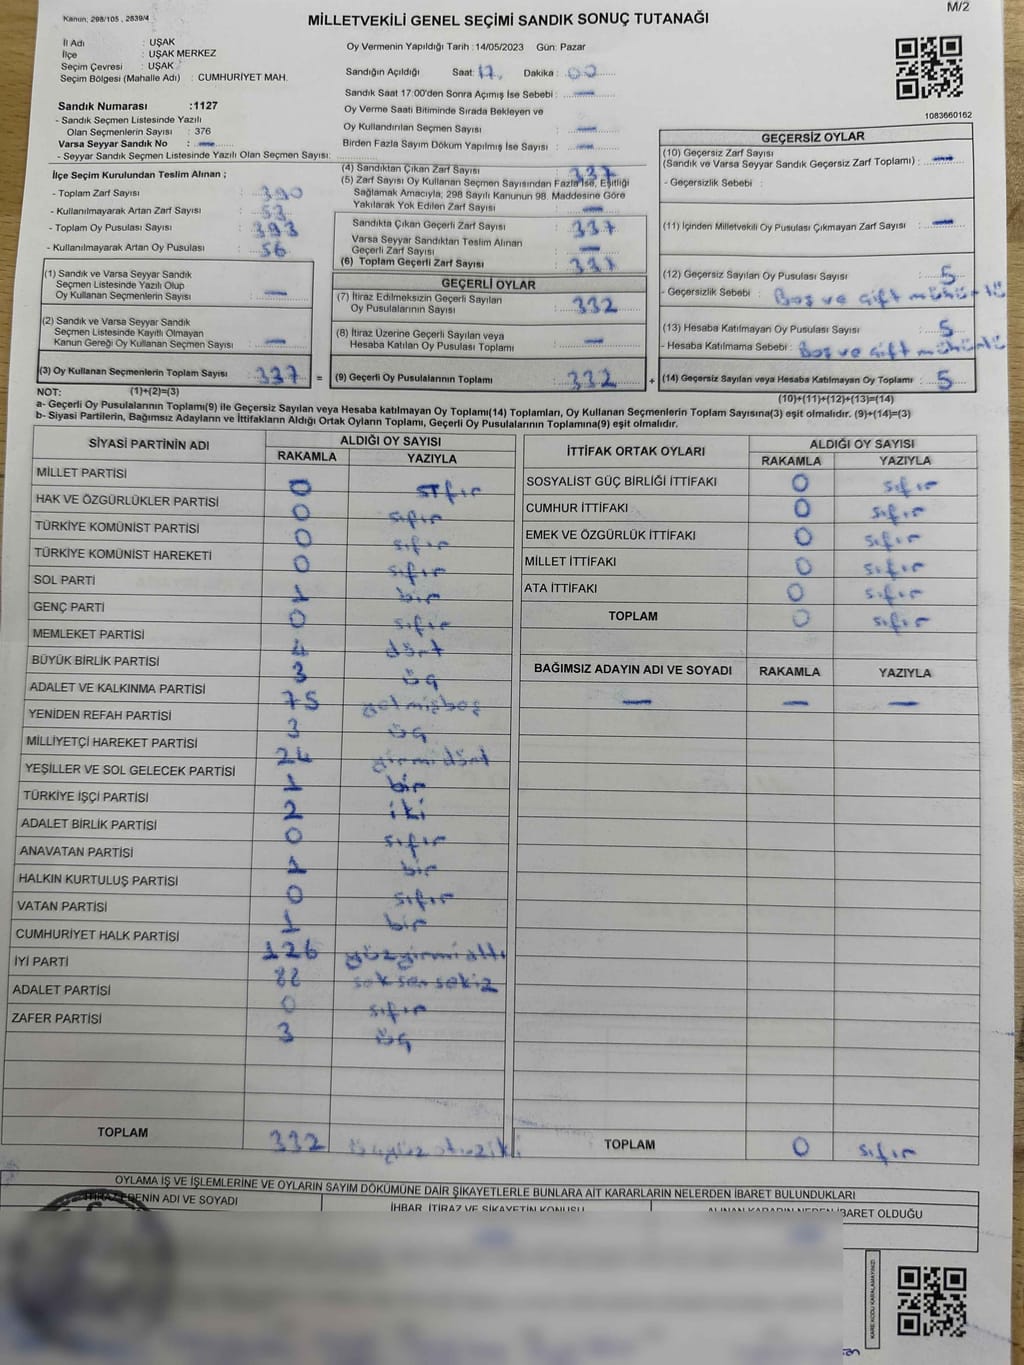 Kanun; 298/105 , 2839/4
M/2
MİLLETVEKİLİ GENEL SEÇİMİ SANDIK SONUÇ TUTANAĞI
İl Adı : UŞAK
İlçe : UŞAK MERKEZ
Seçim Çevresi : UŞAK
Seçim Bölgesi (Mahalle Adı) : CUMHURİYET MAH.
Sandık Numarası :1127
- Sandık Seçmen Listesinde Yazılı
Olan Seçmenlerin Sayısı : 376
Varsa Seyyar Sandık No : —
- Seyyar Sandık Seçmen Listesinde Yazılı Olan Seçmen Sayısı:
İlçe Seçim Kurulundan Teslim Alınan ;
- Toplam Zarf Sayısı : 390
- Kullanılmayarak Artan Zarf Sayısı : 53
- Toplam Oy Pusulası Sayısı : 393
- Kullanılmayarak Artan Oy Pusulası : 56
(1) Sandık ve Varsa Seyyar Sandık
Seçmen Listesinde Yazılı Olup
Oy Kullanan Seçmenlerin Sayısı : —
(2) Sandık ve Varsa Seyyar Sandık
Seçmen Listesinde Kayıtlı Olmayan
Kanun Gereği Oy Kullanan Seçmen Sayısı : —
(3) Oy Kullanan Seçmenlerin Toplam Sayısı : 337
Oy Vermenin Yapıldığı Tarih :14/05/2023 Gün: Pazar
Sandığın Açıldığı Saat: 17 Dakika : 00
Sandık Saat 17:00'den Sonra Açımış İse Sebebi : —
Oy Verme Saati Bitiminde Sırada Bekleyen ve
Oy Kullandırılan Seçmen Sayısı : —
Birden Fazla Sayım Döküm Yapılmış İse Sayısı : —
(4) Sandıktan Çıkan Zarf Sayısı : 337
(5) Zarf Sayısı Oy Kullanan Seçmen Sayısından Fazla İse, Eşitliği
Sağlamak Amacıyla; 298 Sayılı Kanunun 98. Maddesine Göre
Yakılarak Yok Edilen Zarf Sayısı : —
Sandıkta Çıkan Geçerli Zarf Sayısı : 337
Varsa Seyyar Sandıktan Teslim Alınan
Geçerli Zarf Sayısı : —
(6) Toplam Geçerli Zarf Sayısı : 337
GEÇERLİ OYLAR
(7) İtiraz Edilmeksizin Geçerli Sayılan
Oy Pusulalarının Sayısı : 332
(8) İtiraz Üzerine Geçerli Sayılan veya
Hesaba Katılan Oy Pusulası Toplamı : —
= (9) Geçerli Oy Pusulalarının Toplamı : 332
1083660162
GEÇERSİZ OYLAR
(10) Geçersiz Zarf Sayısı
(Sandık ve Varsa Seyyar Sandık Geçersiz Zarf Toplamı) : —
- Geçersizlik Sebebi :
(11) İçinden Milletvekili Oy Pusulası Çıkmayan Zarf Sayısı : —
(12) Geçersiz Sayılan Oy Pusulası Sayısı : 5
- Geçersizlik Sebebi : Boş ve çift mühürlü
(13) Hesaba Katılmayan Oy Pusulası Sayısı : 5
- Hesaba Katılmama Sebebi : Boş ve çift mühürlü
+ (14) Geçersiz Sayılan veya Hesaba Katılmayan Oy Toplamı : 5
NOT: (1)+(2)=(3)
(10)+(11)+(12)+(13)=(14)
a- Geçerli Oy Pusulalarının Toplamı(9) ile Geçersiz Sayılan veya Hesaba katılmayan Oy Toplamı(14) Toplamları, Oy Kullanan Seçmenlerin Toplam Sayısına(3) eşit olmalıdır. (9)+(14)=(3)
b- Siyasi Partilerin, Bağımsız Adayların ve İttifakların Aldığı Ortak Oyların Toplamı, Geçerli Oy Pusulalarının Toplamına(9) eşit olmalıdır.
SİYASİ PARTİNİN ADI ALDIĞI OY SAYISI
RAKAMLA YAZIYLA
MİLLET PARTİSİ 0 sıfır
HAK VE ÖZGÜRLÜKLER PARTİSİ 0 sıfır
TÜRKİYE KOMÜNİST PARTİSİ 0 sıfır
TÜRKİYE KOMÜNİST HAREKETİ 0 sıfır
SOL PARTİ 1 bir
GENÇ PARTİ 0 sıfır
MEMLEKET PARTİSİ 4 dört
BÜYÜK BİRLİK PARTİSİ 3 üç
ADALET VE KALKINMA PARTİSİ 75 yetmişbeş
YENİDEN REFAH PARTİSİ 3 üç
MİLLİYETÇİ HAREKET PARTİSİ 24 yirmidört
YEŞİLLER VE SOL GELECEK PARTİSİ 1 bir
TÜRKİYE İŞÇİ PARTİSİ 2 iki
ADALET BİRLİK PARTİSİ 0 sıfır
ANAVATAN PARTİSİ 1 bir
HALKIN KURTULUŞ PARTİSİ 0 sıfır
VATAN PARTİSİ 1 bir
CUMHURİYET HALK PARTİSİ 126 yüzyirmialtı
İYİ PARTİ 88 seksensekiz
ADALET PARTİSİ 0 sıfır
ZAFER PARTİSİ 3 üç
TOPLAM 332 üçyüzotuziki
İTTİFAK ORTAK OYLARI ALDIĞI OY SAYISI
RAKAMLA YAZIYLA
SOSYALİST GÜÇ BİRLİĞİ İTTİFAKI 0 sıfır
CUMHUR İTTİFAKI 0 sıfır
EMEK VE ÖZGÜRLÜK İTTİFAKI 0 sıfır
MİLLET İTTİFAKI 0 sıfır
ATA İTTİFAKI 0 sıfır
TOPLAM 0 sıfır
BAĞIMSIZ ADAYIN ADI VE SOYADI RAKAMLA YAZIYLA
— — —
TOPLAM 0 sıfır
OYLAMA İŞ VE İŞLEMLERİNE VE OYLARIN SAYIM DÖKÜMÜNE DAİR ŞİKAYETLERLE BUNLARA AİT KARARLARIN NELERDEN İBARET BULUNDUKLARI
İTİRAZ EDENİN ADI VE SOYADI İHBAR, İTİRAZ VE ŞİKAYETİN KONUSU ALINAN KARARIN NEDEN İBARET OLDUĞU
KARE KODU KARALAMAYINIZ!